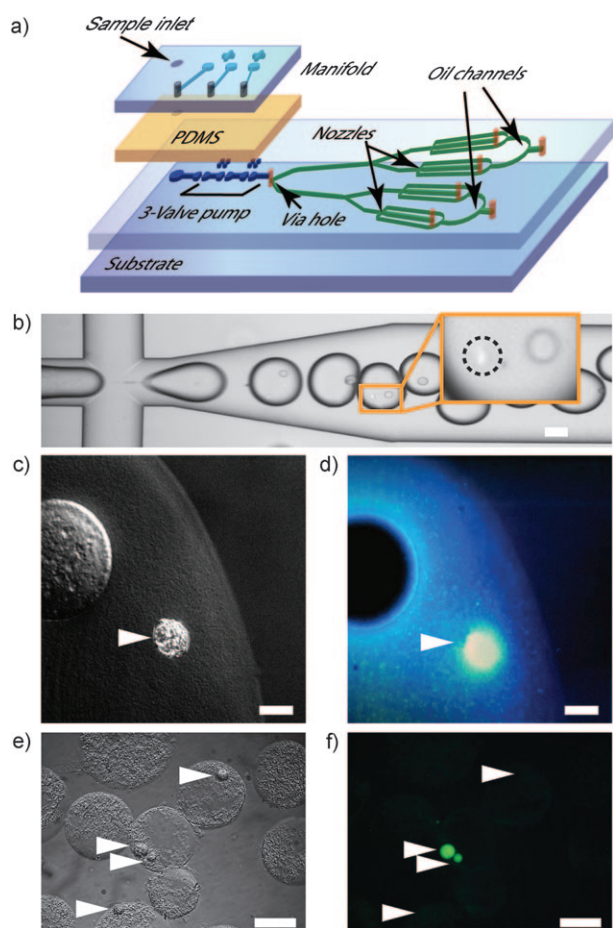 a)
Sample inlet
Manifold
Oil channels
PDMS
Nozzles
3-Valve pump
Via hole
Substrate
b)
c)
d)
e)
f)